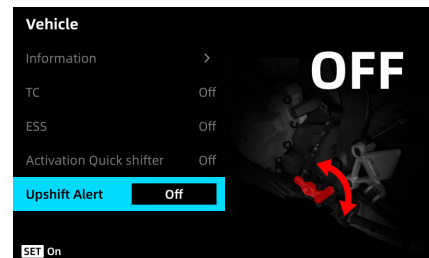 Vehicle
OFF
Information >
TC Off
ESS Off
Activation Quick shifter Off
Upshift Alert Off
SET On